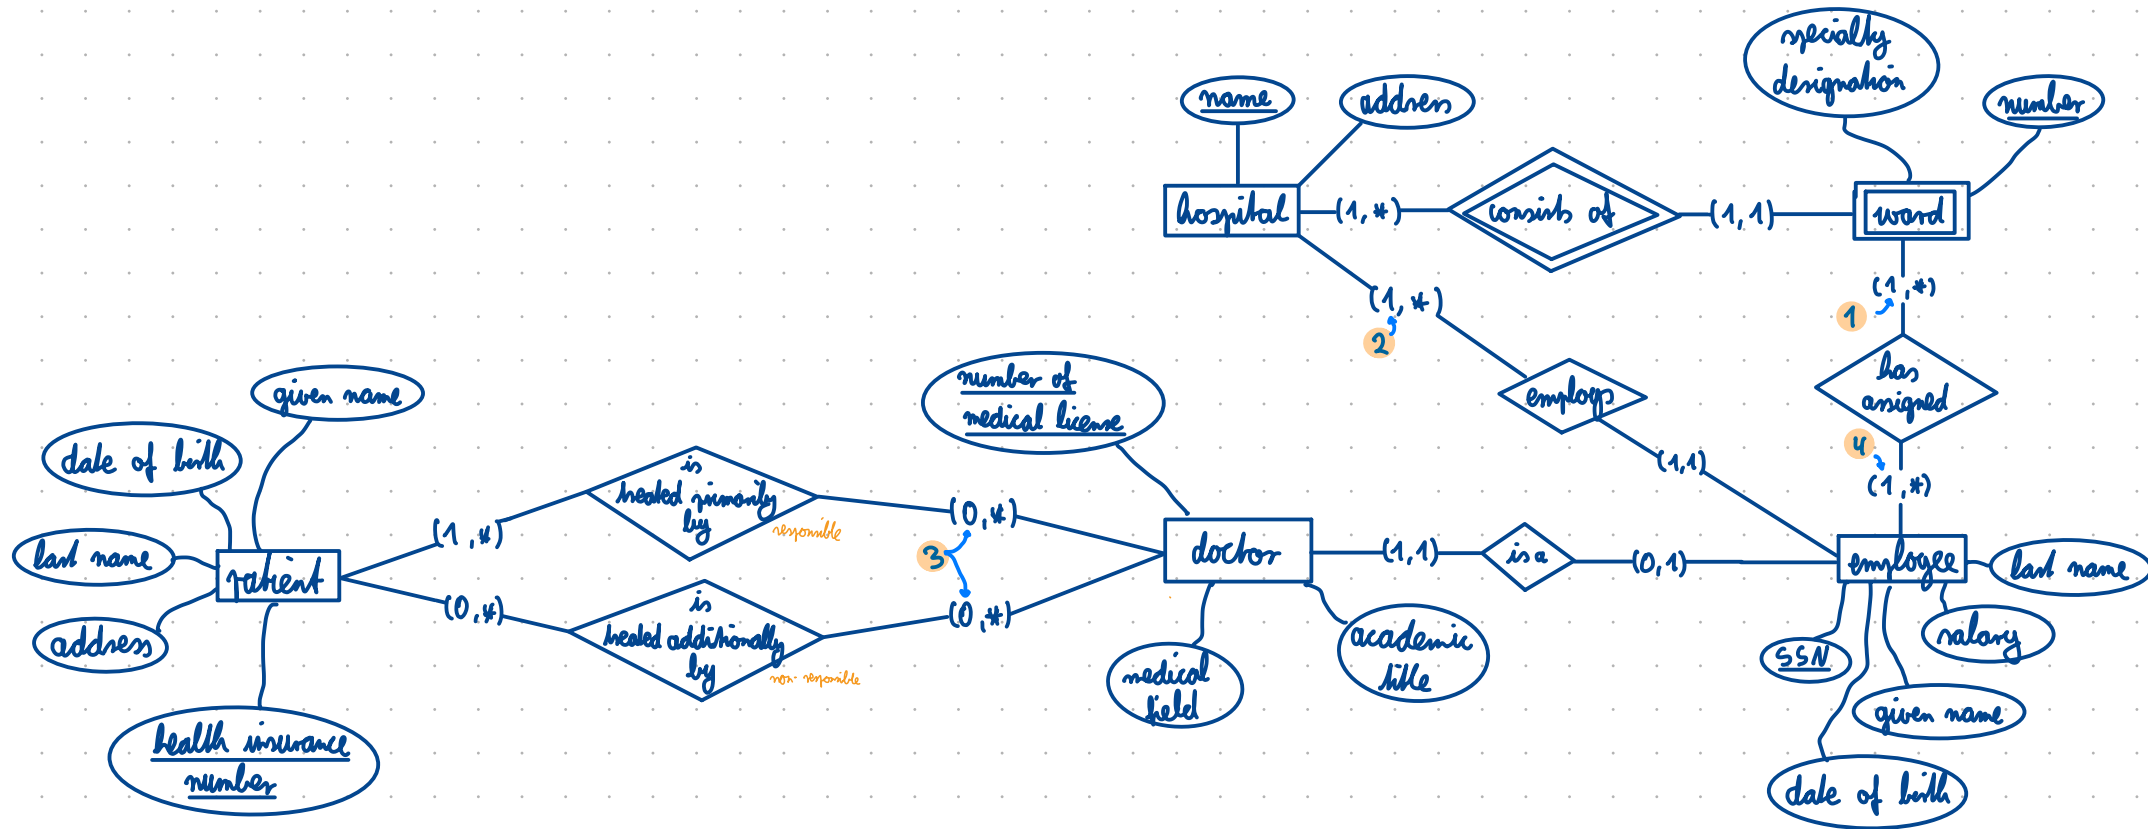 specialty
designation
name
address
number
hospital
(1,*)
consists of
(1,1)
ward
(1,*)
1
(1,*)
2
has
assigned
employs
4
(1,*)
(1,1)
number of
medical license
given name
date of birth
last name
patient
address
health insurance
number
(1,*)
is
treated primarily
by
responsible
(0,*)
3
(0,*)
is
treated additionally
by
non-responsible
(0,*)
doctor
(1,1)
is a
(0,1)
employee
last name
medical
field
academic
title
SSN
salary
given name
date of birth